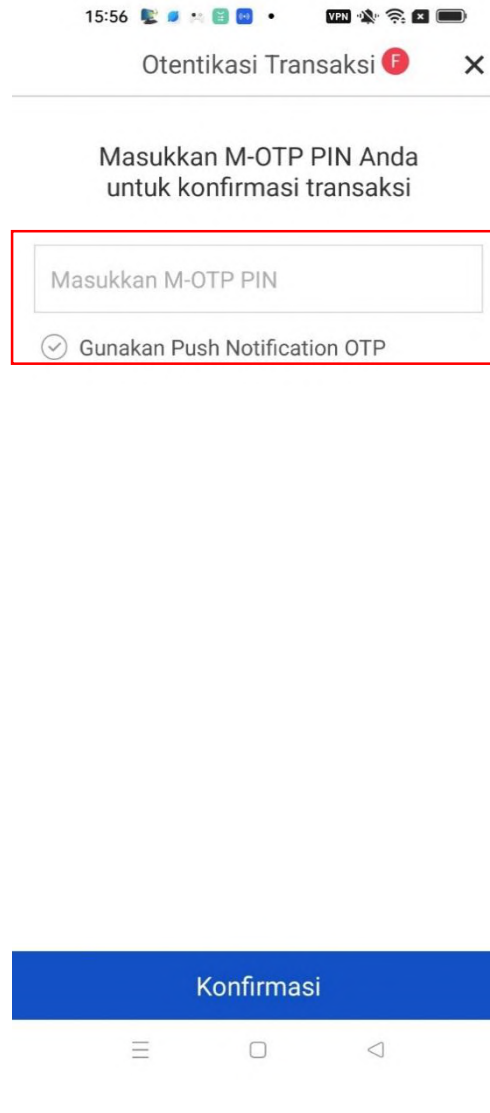 15:56
VPN
Otentikasi Transaksi F
Masukkan M-OTP PIN Anda
untuk konfirmasi transaksi
Masukkan M-OTP PIN
Gunakan Push Notification OTP
Konfirmasi